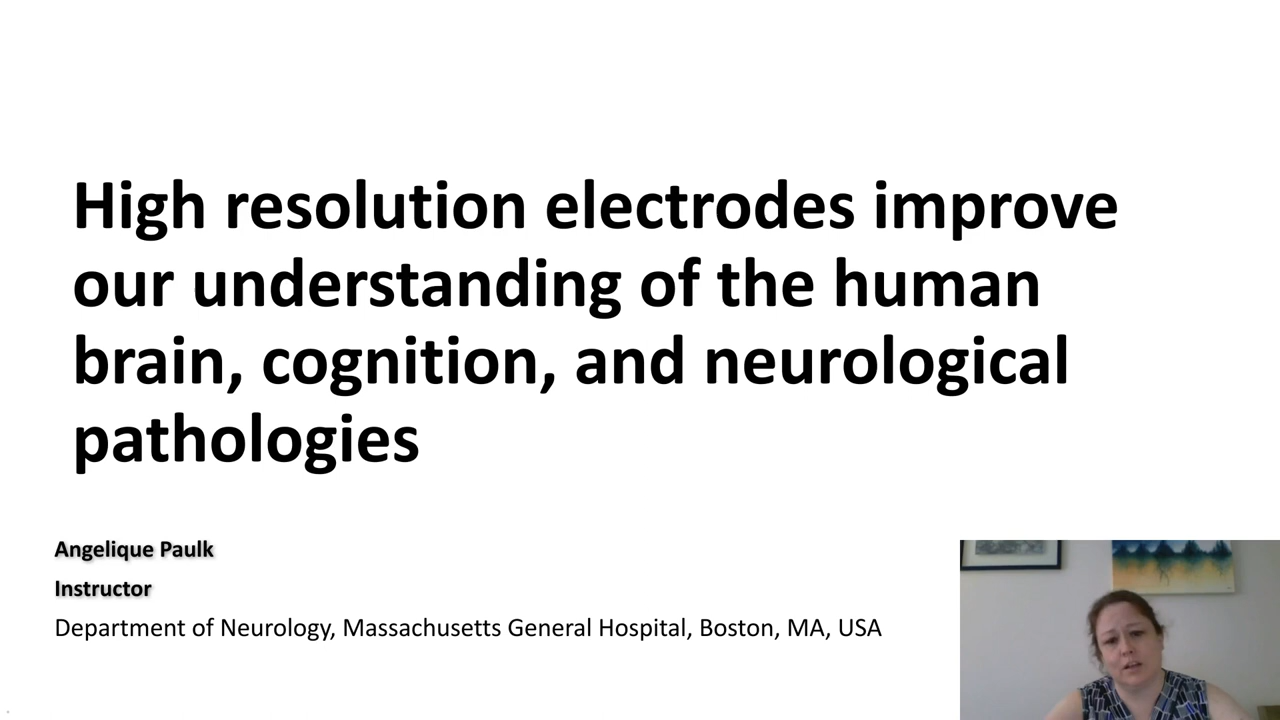 High resolution electrodes improve
our understanding of the human
brain, cognition, and neurological
pathologies
Angelique Paulk
Instructor
Department of Neurology, Massachusetts General Hospital, Boston, MA, USA